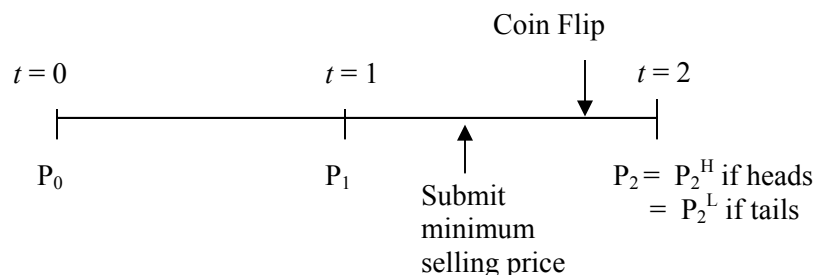 Coin Flip
t = 0
t = 1
t = 2
P₀
P₁
P₂ = P₂ᴴ if heads
= P₂ᴸ if tails
Submit
minimum
selling price